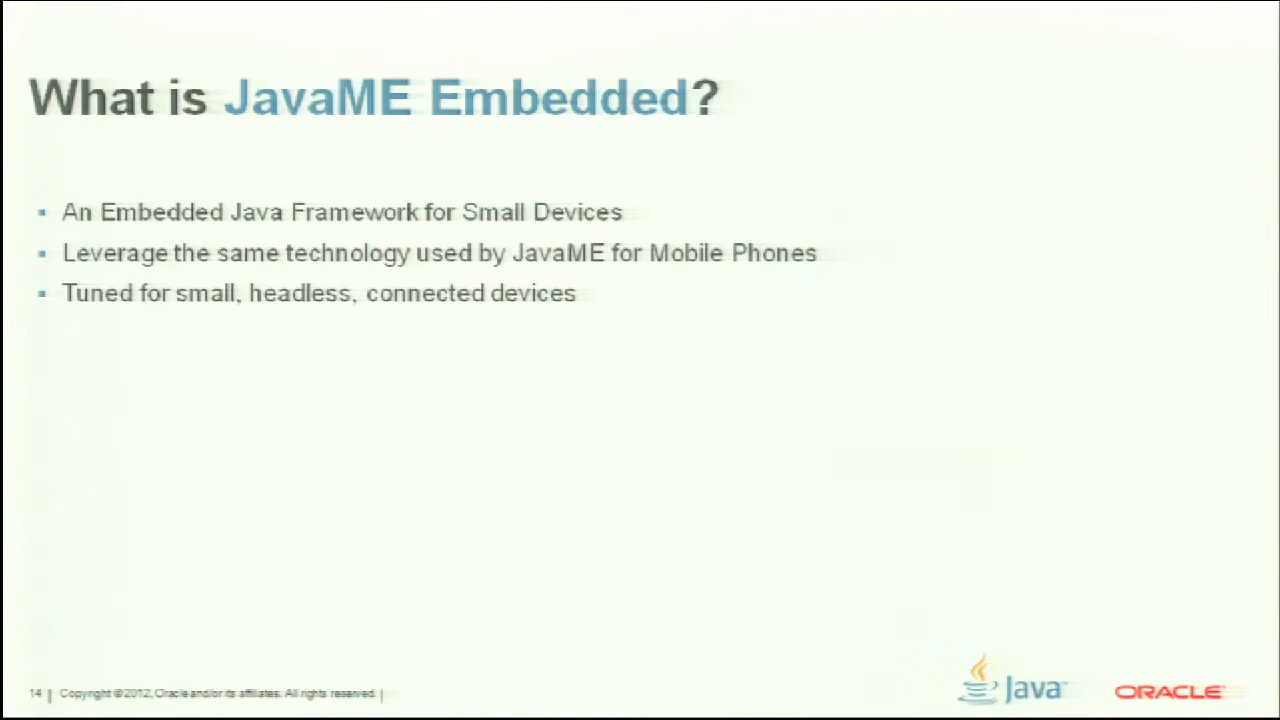 What is JavaME Embedded?
▪ An Embedded Java Framework for Small Devices
▪ Leverage the same technology used by JavaME for Mobile Phones
▪ Tuned for small, headless, connected devices
14 | Copyright © 2012, Oracle and/or its affiliates. All rights reserved. |
Java™
ORACLE®